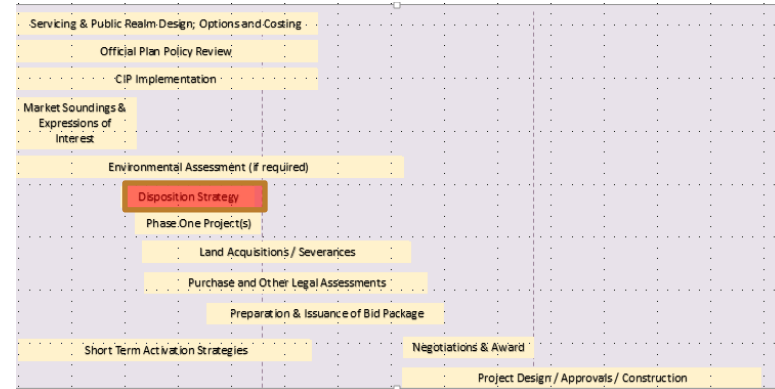 Servicing & Public Realm Design; Options and Costing
Official Plan Policy Review
CIP Implementation
Market Soundings &
Expressions of
Interest
Environmental Assessment (if required)
Disposition Strategy
Phase One Project(s)
Land Acquisitions / Severances
Purchase and Other Legal Assessments
Preparation & Issuance of Bid Package
Short Term Activation Strategies
Negotiations & Award
Project Design / Approvals / Construction